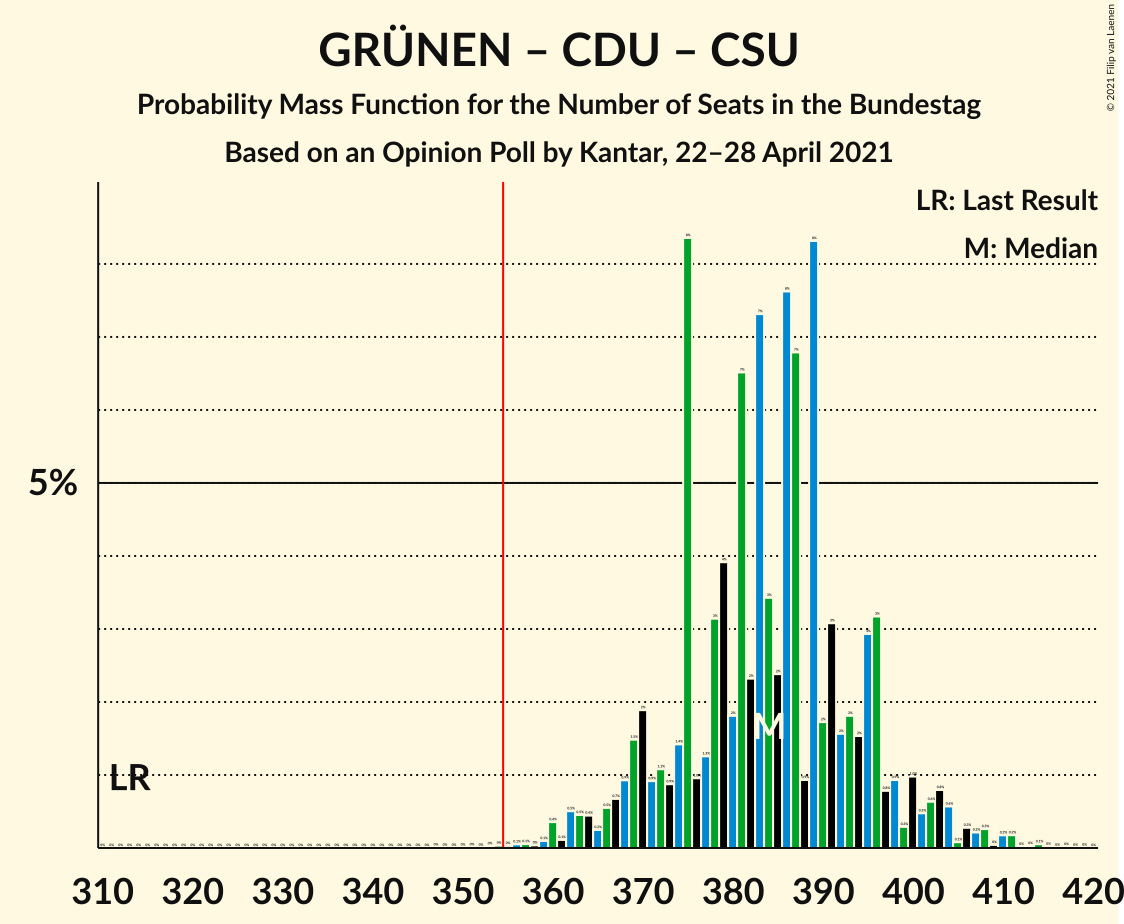 GRÜNEN – CDU – CSU
Probability Mass Function for the Number of Seats in the Bundestag
Based on an Opinion Poll by Kantar, 22–28 April 2021
© 2021 Filip van Laenen
LR: Last Result
M: Median
5%
M
LR
310 320 330 340 350 360 370 380 390 400 410 420